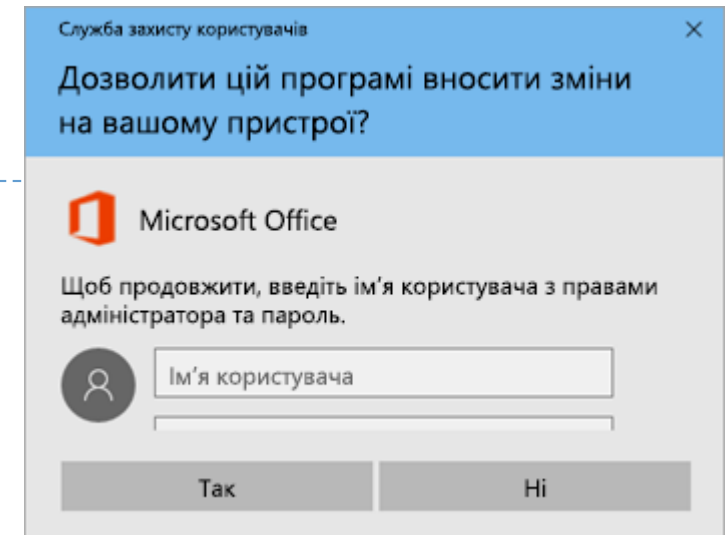 Служба захисту користувачів
Дозволити цій програмі вносити зміни
на вашому пристрої?
Microsoft Office
Щоб продовжити, введіть ім’я користувача з правами
адміністратора та пароль.
Ім’я користувача
Так
Ні